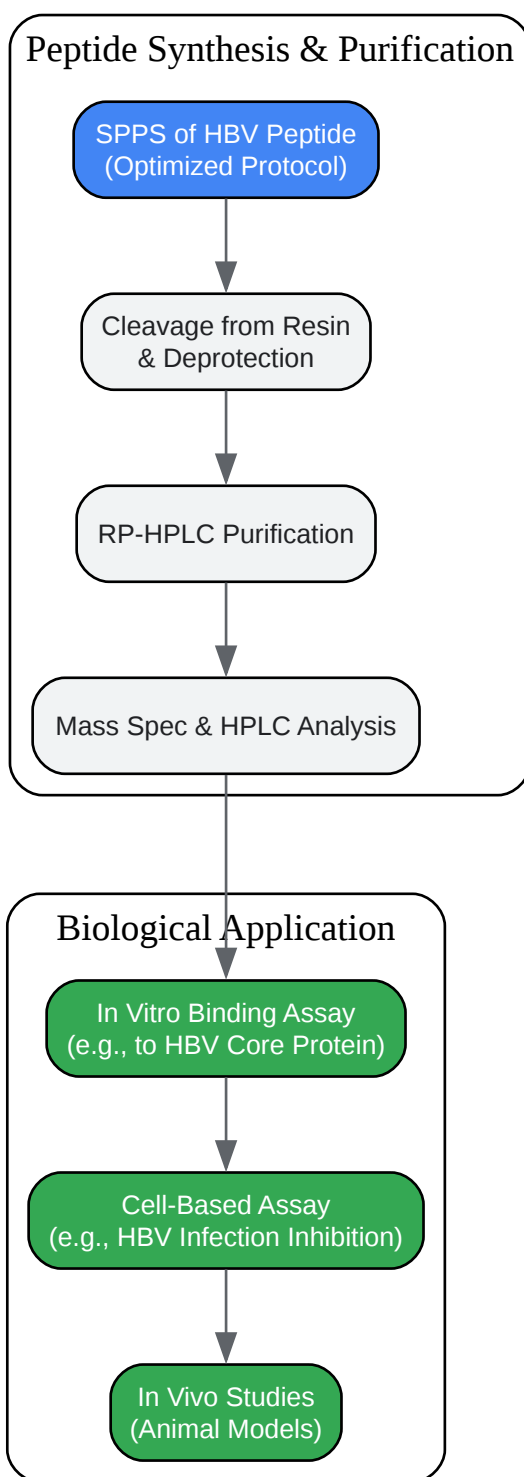 Peptide Synthesis & Purification
SPPS of HBV Peptide
(Optimized Protocol)
Cleavage from Resin
& Deprotection
RP-HPLC Purification
Mass Spec & HPLC Analysis
Biological Application
In Vitro Binding Assay
(e.g., to HBV Core Protein)
Cell-Based Assay
(e.g., HBV Infection Inhibition)
In Vivo Studies
(Animal Models)